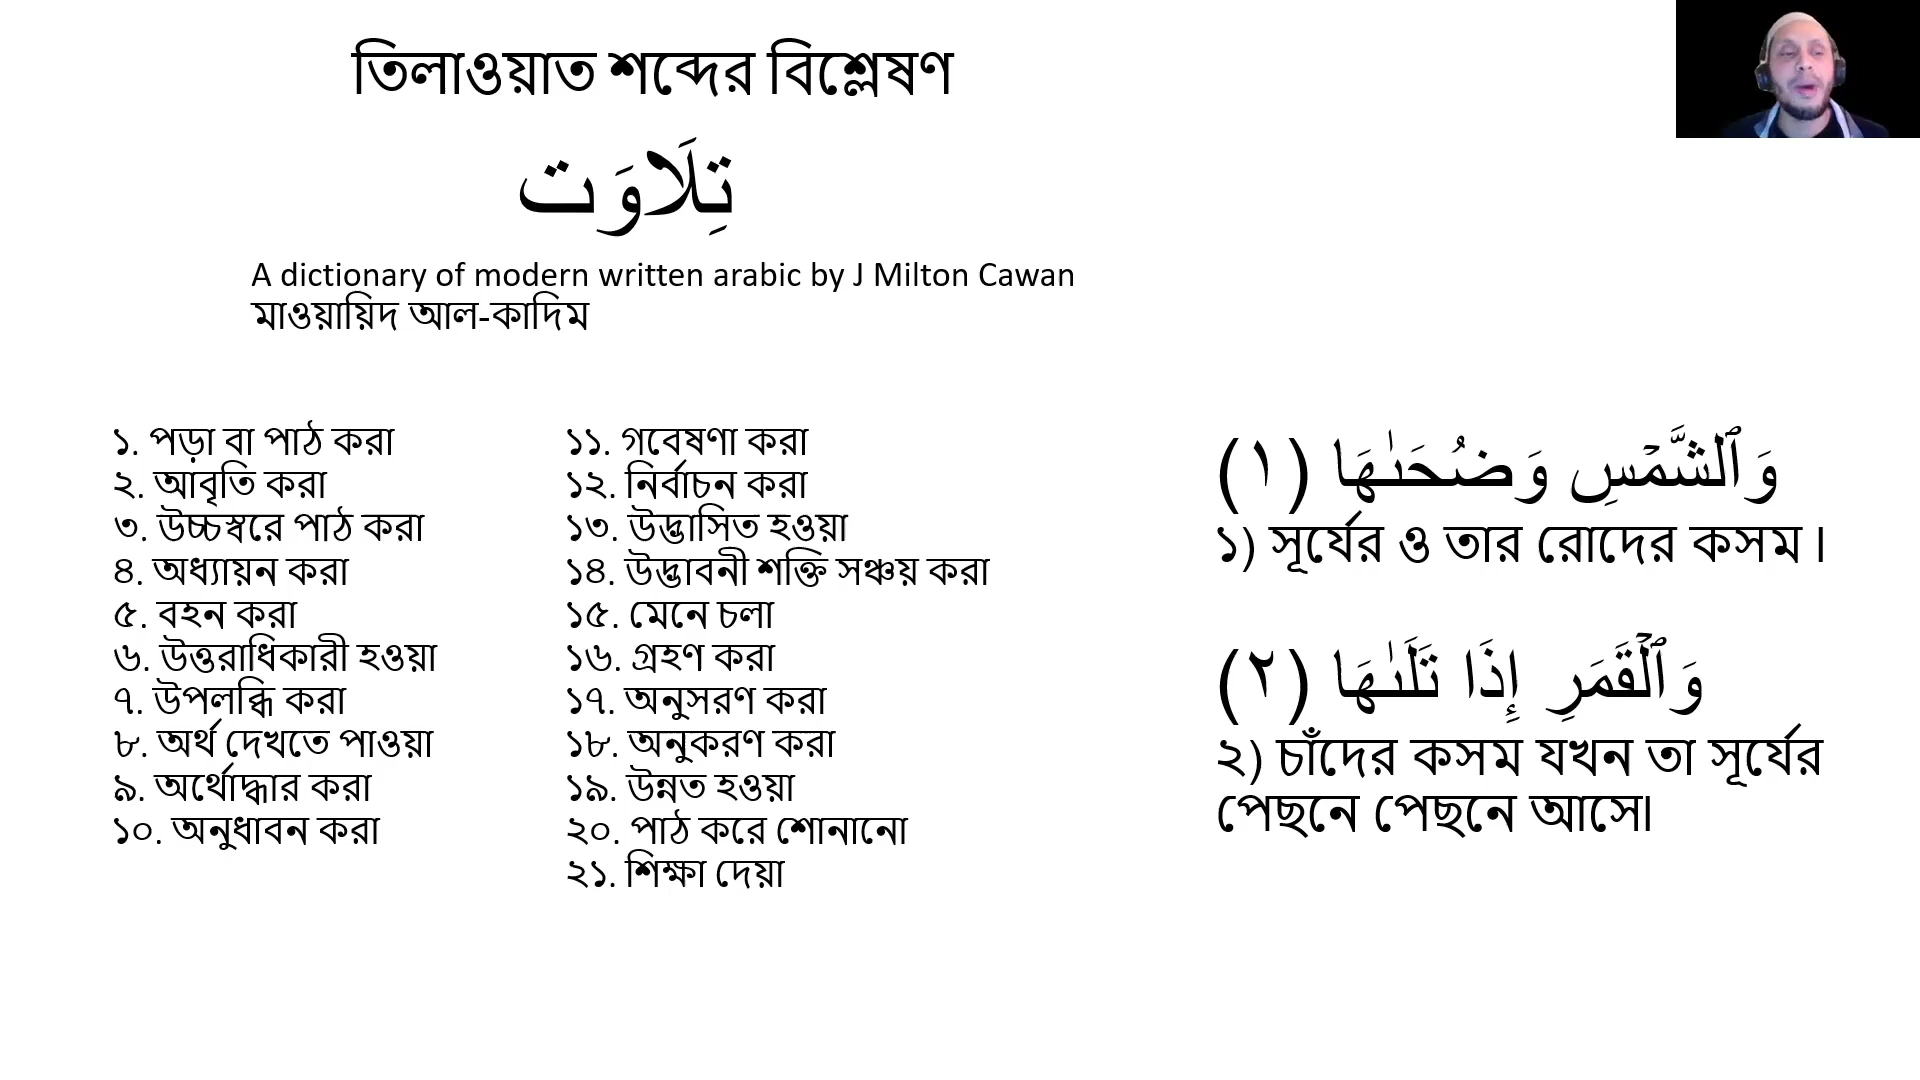 তিলাওয়াত শব্দের বিশ্লেষণ
تِلَاوَت
A dictionary of modern written arabic by J Milton Cawan
মাওয়ায়িদ আল-কাদিম
১. পড়া বা পাঠ করা
২. আবৃতি করা
৩. উচ্চস্বরে পাঠ করা
৪. অধ্যায়ন করা
৫. বহন করা
৬. উত্তরাধিকারী হওয়া
৭. উপলব্ধি করা
৮. অর্থ দেখতে পাওয়া
৯. অর্থোদ্ধার করা
১০. অনুধাবন করা
১১. গবেষণা করা
১২. নির্বাচন করা
১৩. উদ্ভাসিত হওয়া
১৪. উদ্ভাবনী শক্তি সঞ্চয় করা
১৫. মেনে চলা
১৬. গ্রহণ করা
১৭. অনুসরণ করা
১৮. অনুকরণ করা
১৯. উন্নত হওয়া
২০. পাঠ করে শোনানো
২১. শিক্ষা দেয়া
وَٱلشَّمْسِ وَضُحَىٰهَا (١)
১) সূর্যের ও তার রোদের কসম।
وَٱلْقَمَرِ إِذَا تَلَىٰهَا (٢)
২) চাঁদের কসম যখন তা সূর্যের
পেছনে পেছনে আসে।